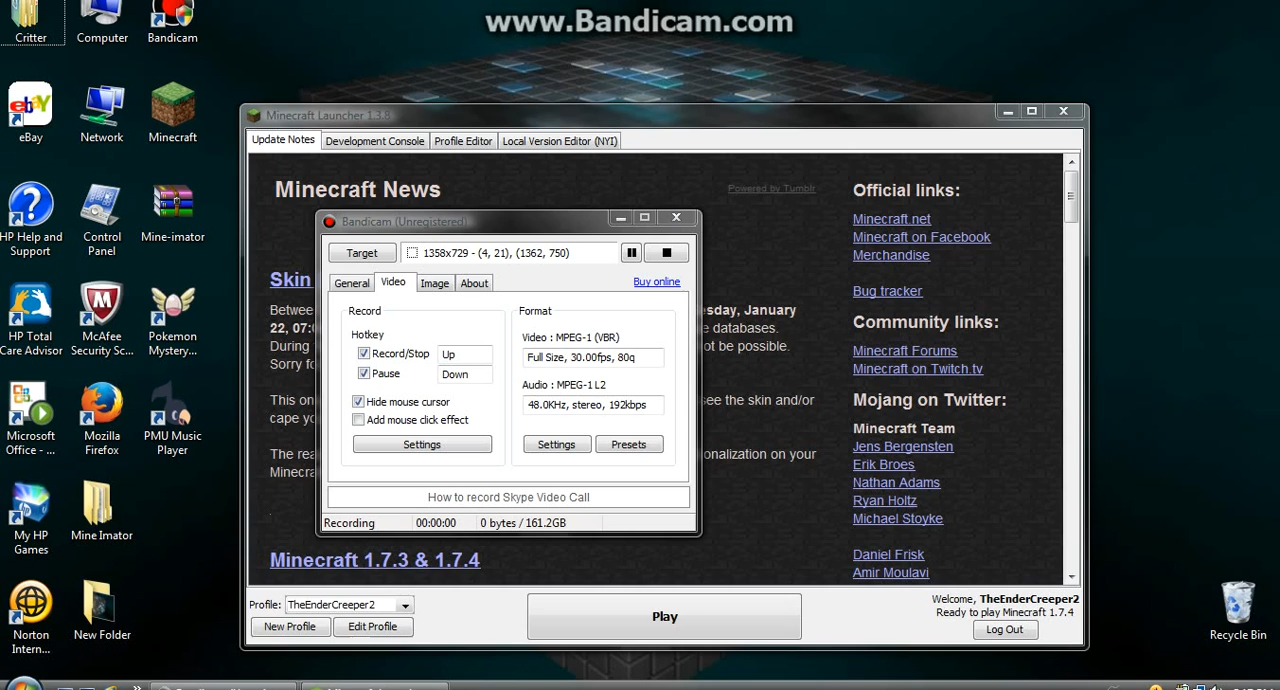 www.Bandicam.com
Critter
Computer
Bandicam
eBay
Network
Minecraft
HP Help and
Support
Control
Panel
Mine-imator
HP Total
Care Advisor
McAfee
Security Sc...
Pokemon
Mystery...
Microsoft
Office - ...
Mozilla
Firefox
PMU Music
Player
My HP
Games
Mine Imator
Norton
Intern...
New Folder
Recycle Bin
Minecraft Launcher 1.3.8
Update Notes
Development Console
Profile Editor
Local Version Editor (NYI)
Minecraft News
Powered by Tumblr
Skin
Betwee
sday, January
22, 07:0
e databases.
During
not be possible.
Sorry fo
This on
see the skin and/or
cape yo
The rea
onalization on your
Minecra
Minecraft 1.7.3 & 1.7.4
Official links:
Minecraft.net
Minecraft on Facebook
Merchandise
Bug tracker
Community links:
Minecraft Forums
Minecraft on Twitch.tv
Mojang on Twitter:
Minecraft Team
Jens Bergensten
Erik Broes
Nathan Adams
Ryan Holtz
Michael Stoyke
Daniel Frisk
Amir Moulavi
Bandicam (Unregistered)
Target
1358x729 - (4, 21), (1362, 750)
General
Video
Image
About
Buy online
Record
Hotkey
Record/Stop
Up
Pause
Down
Hide mouse cursor
Add mouse click effect
Settings
Format
Video : MPEG-1 (VBR)
Full Size, 30.00fps, 80q
Audio : MPEG-1 L2
48.0KHz, stereo, 192kbps
Settings
Presets
How to record Skype Video Call
Recording
00:00:00
0 bytes / 161.2GB
Profile:
TheEnderCreeper2
New Profile
Edit Profile
Play
Welcome, TheEnderCreeper2
Ready to play Minecraft 1.7.4
Log Out